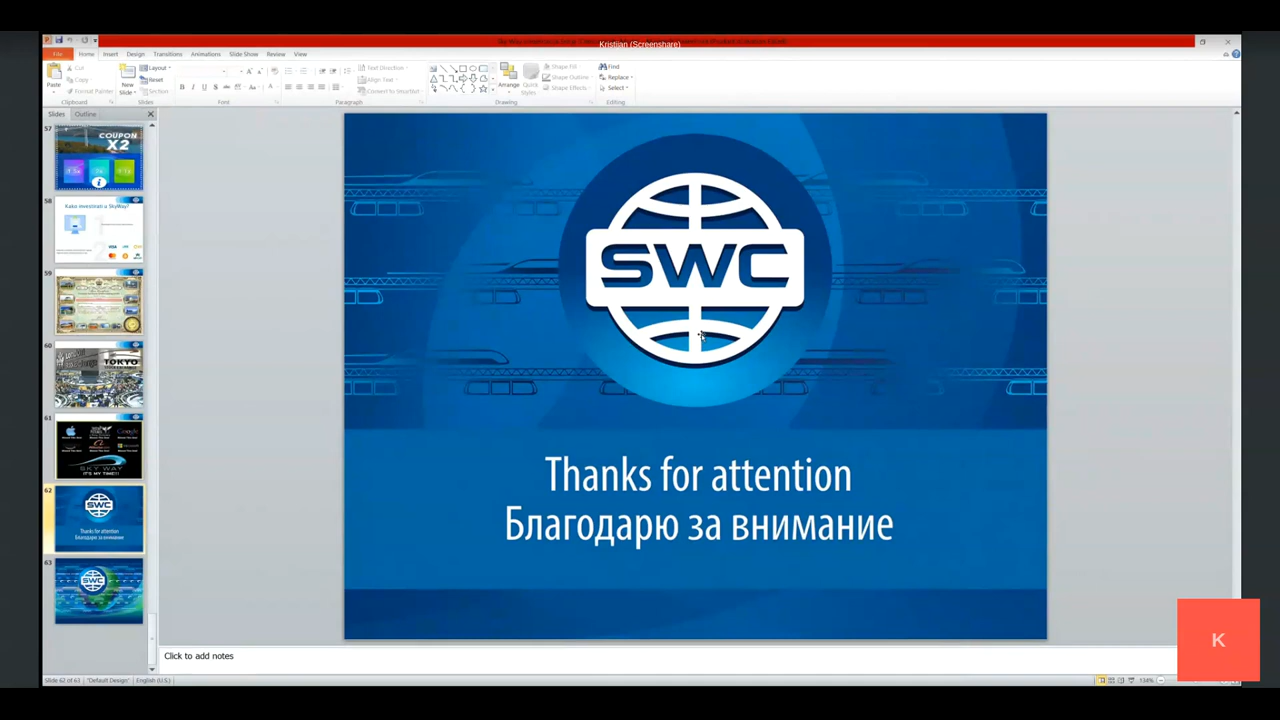 Kristijan (Screenshare)
File
Home
Insert
Design
Transitions
Animations
Slide Show
Review
View
Cut
Copy
Format Painter
Paste
Clipboard
New
Slide
Layout
Reset
Section
Slides
Font
Text Direction
Align Text
Convert to SmartArt
Paragraph
Arrange
Quick
Styles
Shape Fill
Shape Outline
Shape Effects
Drawing
Find
Replace
Select
Editing
Slides
Outline
57
COUPON
X2
58
Kako investirati u SkyWay?
VISA
59
60
TOKYO
61
Google
SKY WAY
IT'S MY TIME!!!
62
SWC
Thanks for attention
Благодарю за внимание
63
SWC
SWC
Thanks for attention
Благодарю за внимание
Click to add notes
K
Slide 62 of 63
"Default Design"
English (U.S.)
134%